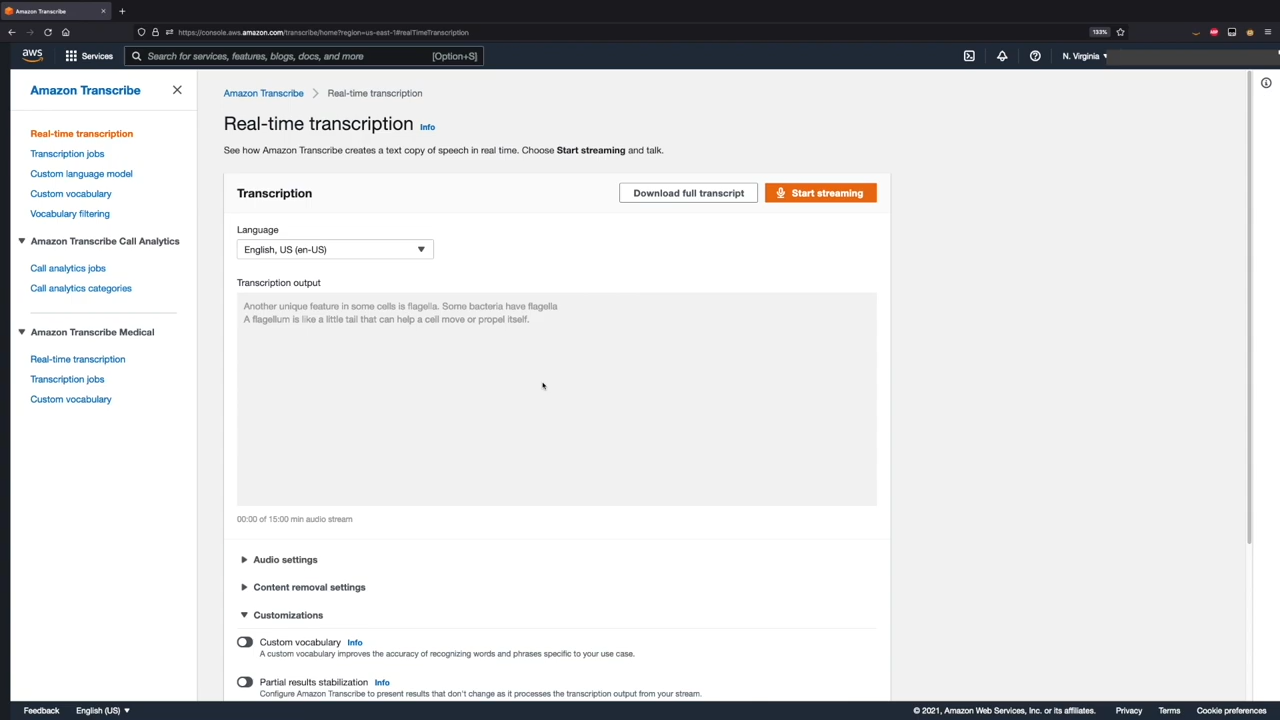 Amazon Transcribe
https://console.aws.amazon.com/transcribe/home?region=us-east-1#realTimeTranscription
133%
aws
Services
Search for services, features, blogs, docs, and more
[Option+S]
N. Virginia
Amazon Transcribe
Real-time transcription
Transcription jobs
Custom language model
Custom vocabulary
Vocabulary filtering
Amazon Transcribe Call Analytics
Call analytics jobs
Call analytics categories
Amazon Transcribe Medical
Real-time transcription
Transcription jobs
Custom vocabulary
Amazon Transcribe > Real-time transcription
Real-time transcription Info
See how Amazon Transcribe creates a text copy of speech in real time. Choose Start streaming and talk.
Transcription
Download full transcript
Start streaming
Language
English, US (en-US)
Transcription output
Another unique feature in some cells is flagella. Some bacteria have flagella
A flagellum is like a little tail that can help a cell move or propel itself.
00:00 of 15:00 min audio stream
Audio settings
Content removal settings
Customizations
Custom vocabulary Info
A custom vocabulary improves the accuracy of recognizing words and phrases specific to your use case.
Partial results stabilization Info
Configure Amazon Transcribe to present results that don't change as it processes the transcription output from your stream.
Feedback
English (US)
© 2021, Amazon Web Services, Inc. or its affiliates.
Privacy
Terms
Cookie preferences